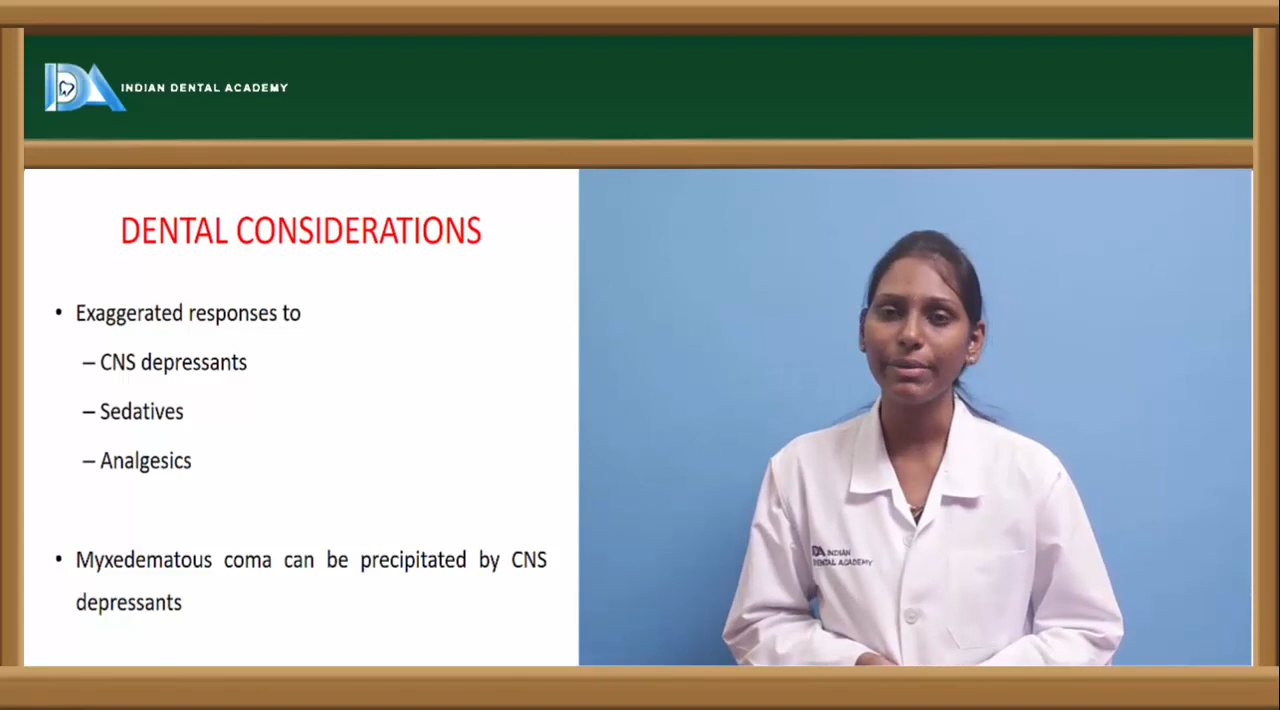 INDIAN DENTAL ACADEMY
DENTAL CONSIDERATIONS
• Exaggerated responses to
– CNS depressants
– Sedatives
– Analgesics
• Myxedematous coma can be precipitated by CNS
depressants
INDIAN
DENTAL ACADEMY